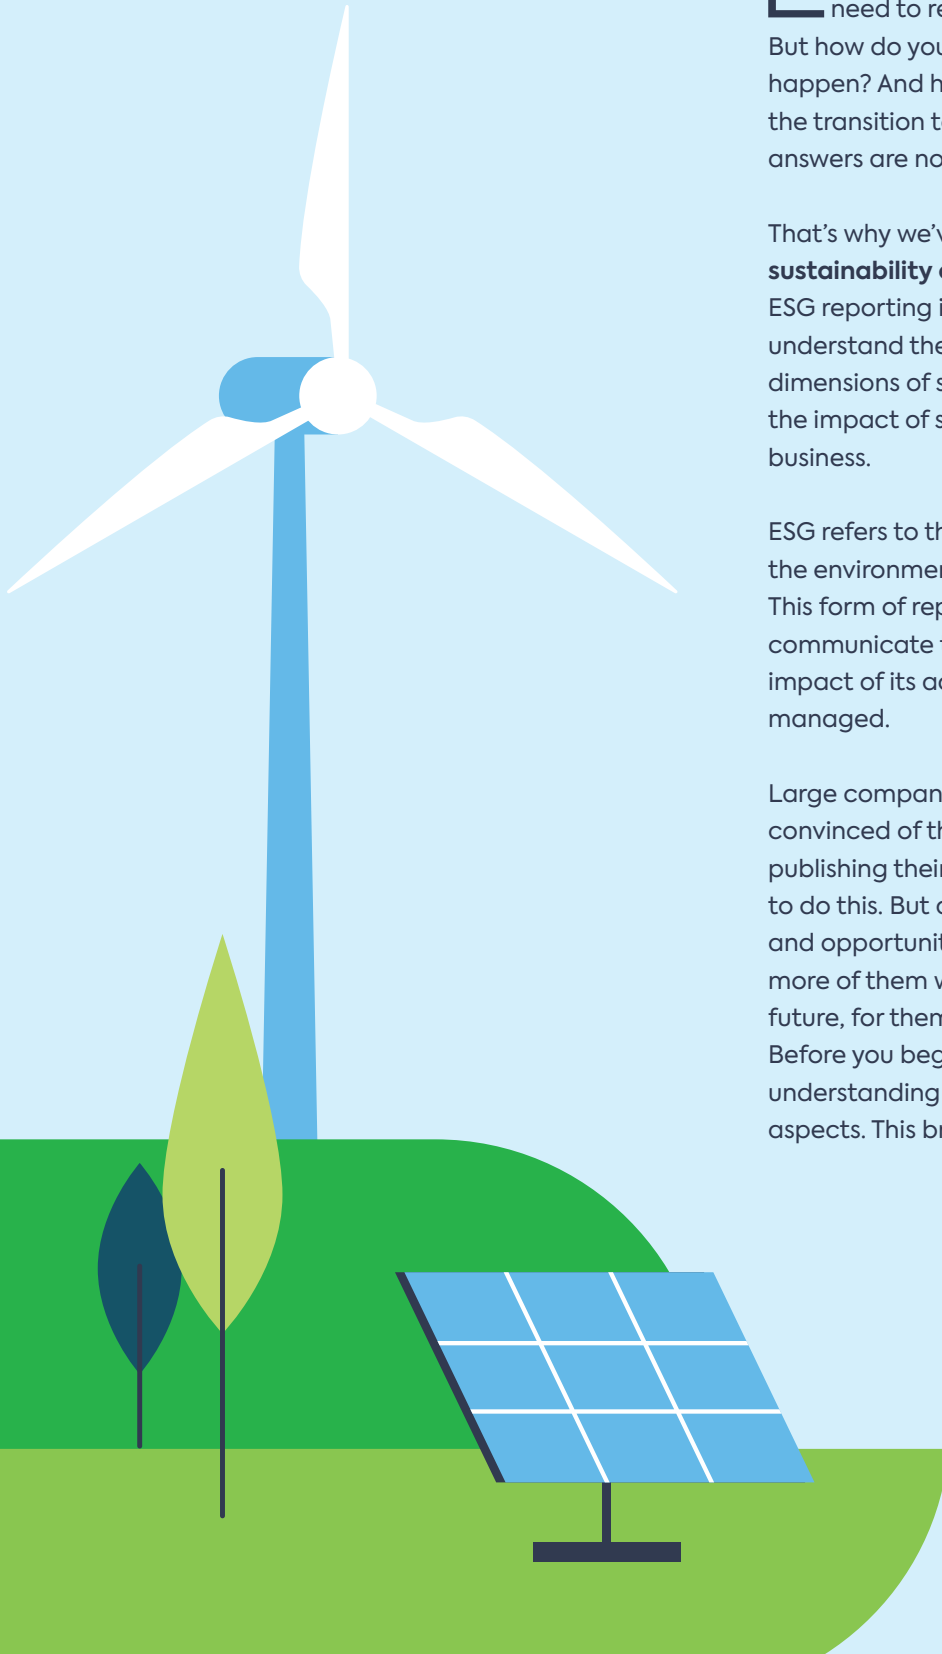 need to re
But how do you
happen? And h
the transition t
answers are no
That's why we'v
sustainability
ESG reporting i
understand the
dimensions of s
the impact of s
business.
ESG refers to th
the environmer
This form of rep
communicate
impact of its a
managed.
Large compan
convinced of th
publishing their
to do this. But
and opportunit
more of them
future, for them
Before you beg
understanding
aspects. This br